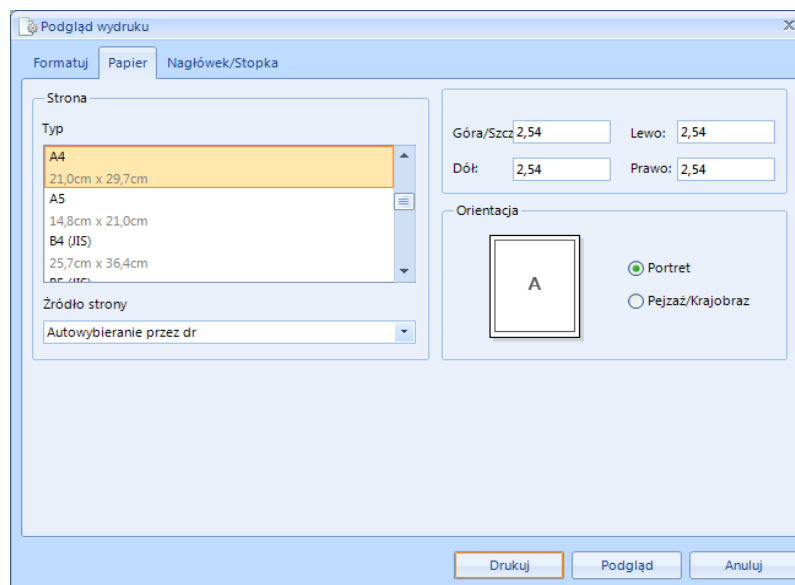 Podgląd wydruku
Formatuj Papier Nagłówek/Stopka
Strona
Typ
A4
21,0cm x 29,7cm
A5
14,8cm x 21,0cm
B4 (JIS)
25,7cm x 36,4cm
B5 (JIS)
Źródło strony
Autowybieranie przez dr
Góra/Szcz 2,54 Lewo: 2,54
Dół: 2,54 Prawo: 2,54
Orientacja
A
Portret
Pejzaż/Krajobraz
Drukuj Podgląd Anuluj